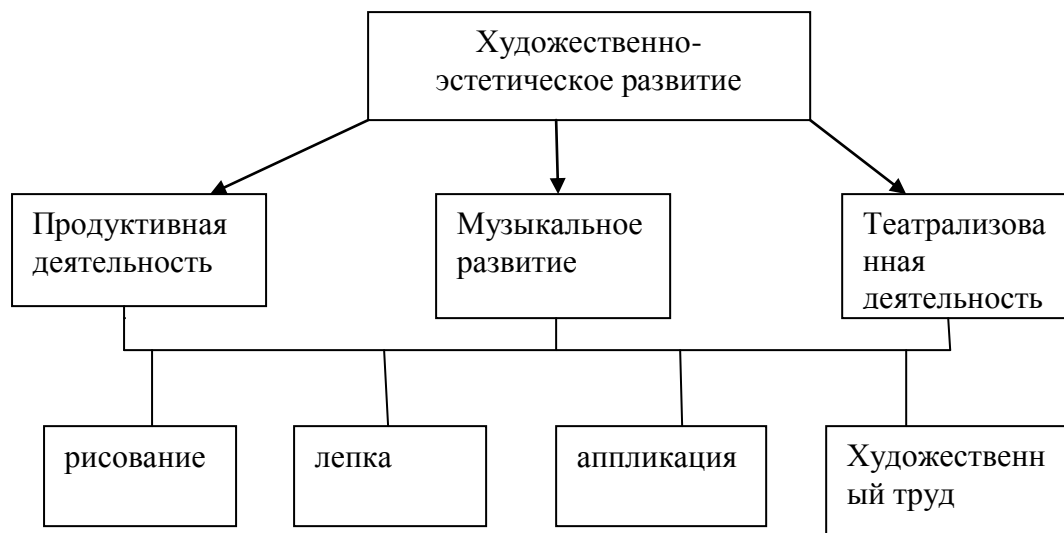 Художественно-
эстетическое развитие
Продуктивная
деятельность
Музыкальное
развитие
Театрализова
нная
деятельность
рисование
лепка
аппликация
Художественн
ый труд